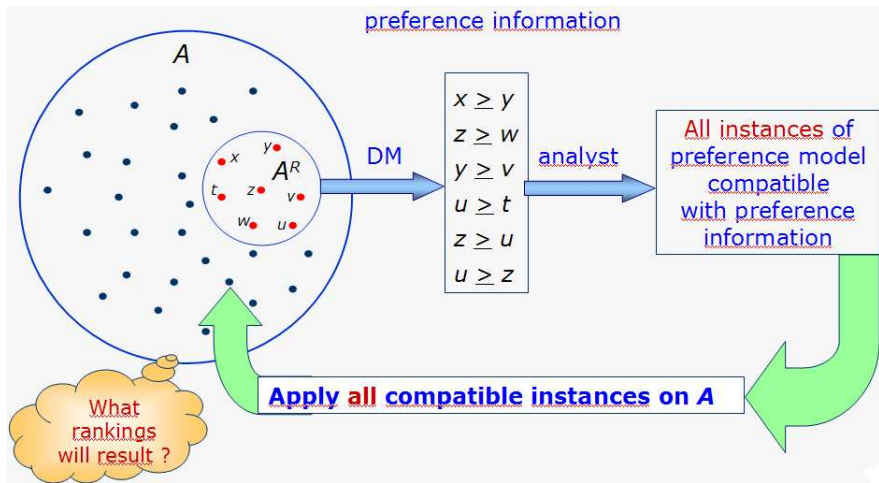 preference information
A
x
y
A^R
t
z
v
w
u
DM
x ≥ y
z ≥ w
y ≥ v
u ≥ t
z ≥ u
u ≥ z
analyst
All instances of
preference model
compatible
with preference
information
Apply all compatible instances on A
What
rankings
will result ?